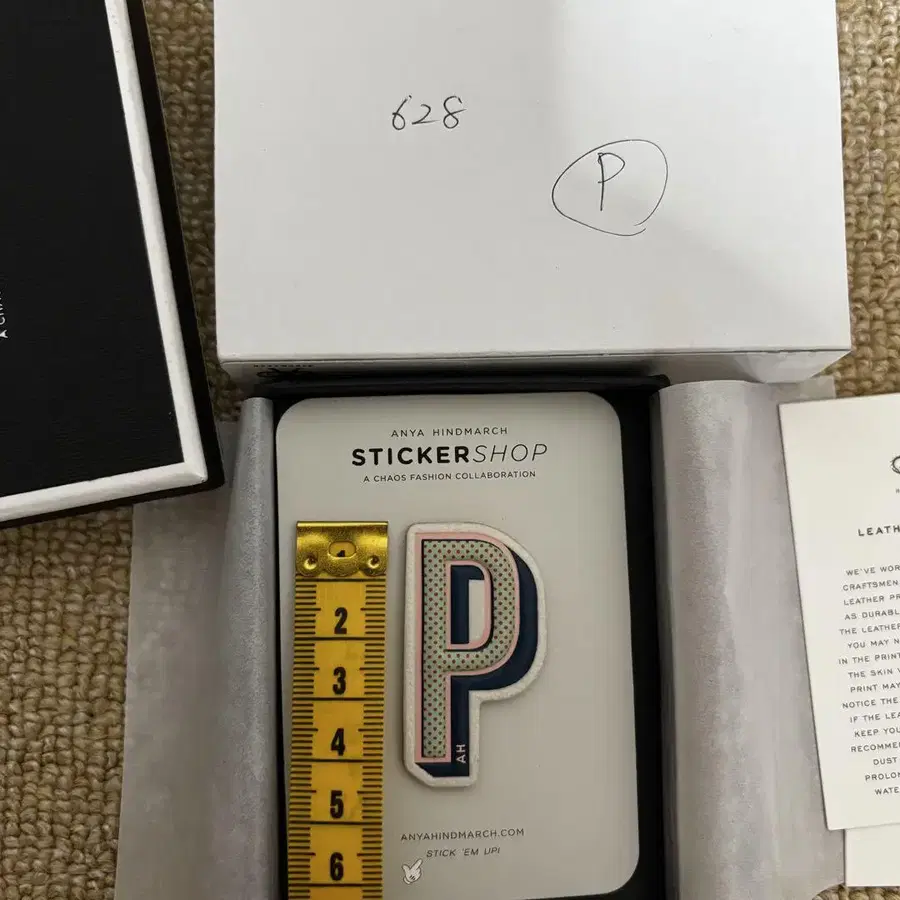 628
P
ANYA HINDMARCH
STICKERSHOP
A CHAOS FASHION COLLABORATION
1
2
3
4
5
6
P
AH
ANYAHINDMARCH.COM
STICK 'EM UP!
LEATH
WE'VE WOR
CRAFTSMEN
LEATHER PR
AS DURABL
THE LEATHER
YOU MAY N
IN THE PRINT
THE SKIN
PRINT MAY
NOTICE THE
IF THE LEA
KEEP YOU
RECOMME
DUST
PROLON
WATE